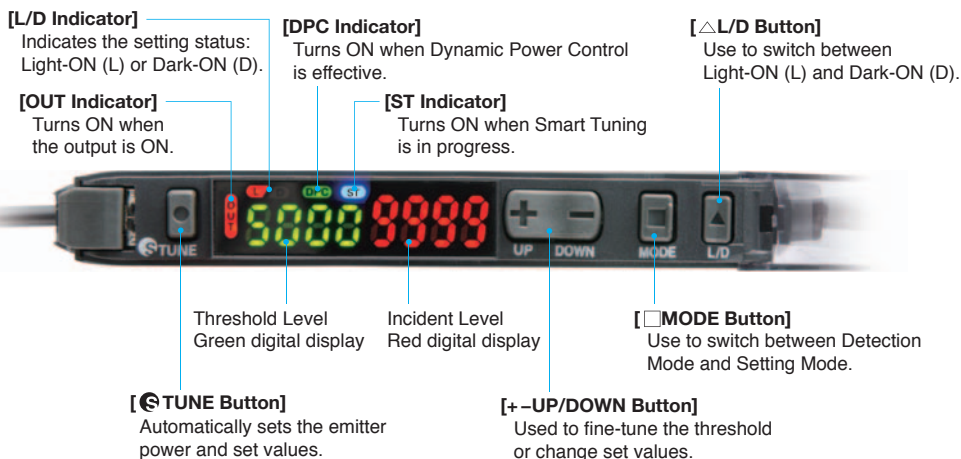 [L/D Indicator]
Indicates the setting status:
Light-ON (L) or Dark-ON (D).
[DPC Indicator]
Turns ON when Dynamic Power Control
is effective.
[△L/D Button]
Use to switch between
Light-ON (L) and Dark-ON (D).
[OUT Indicator]
Turns ON when
the output is ON.
[ST Indicator]
Turns ON when Smart Tuning
is in progress.
L
DPC
ST
OUT
5000 9999
STUNE
UP DOWN
MODE
L/D
Threshold Level
Green digital display
Incident Level
Red digital display
[□MODE Button]
Use to switch between Detection
Mode and Setting Mode.
[S TUNE Button]
Automatically sets the emitter
power and set values.
[+−UP/DOWN Button]
Used to fine-tune the threshold
or change set values.